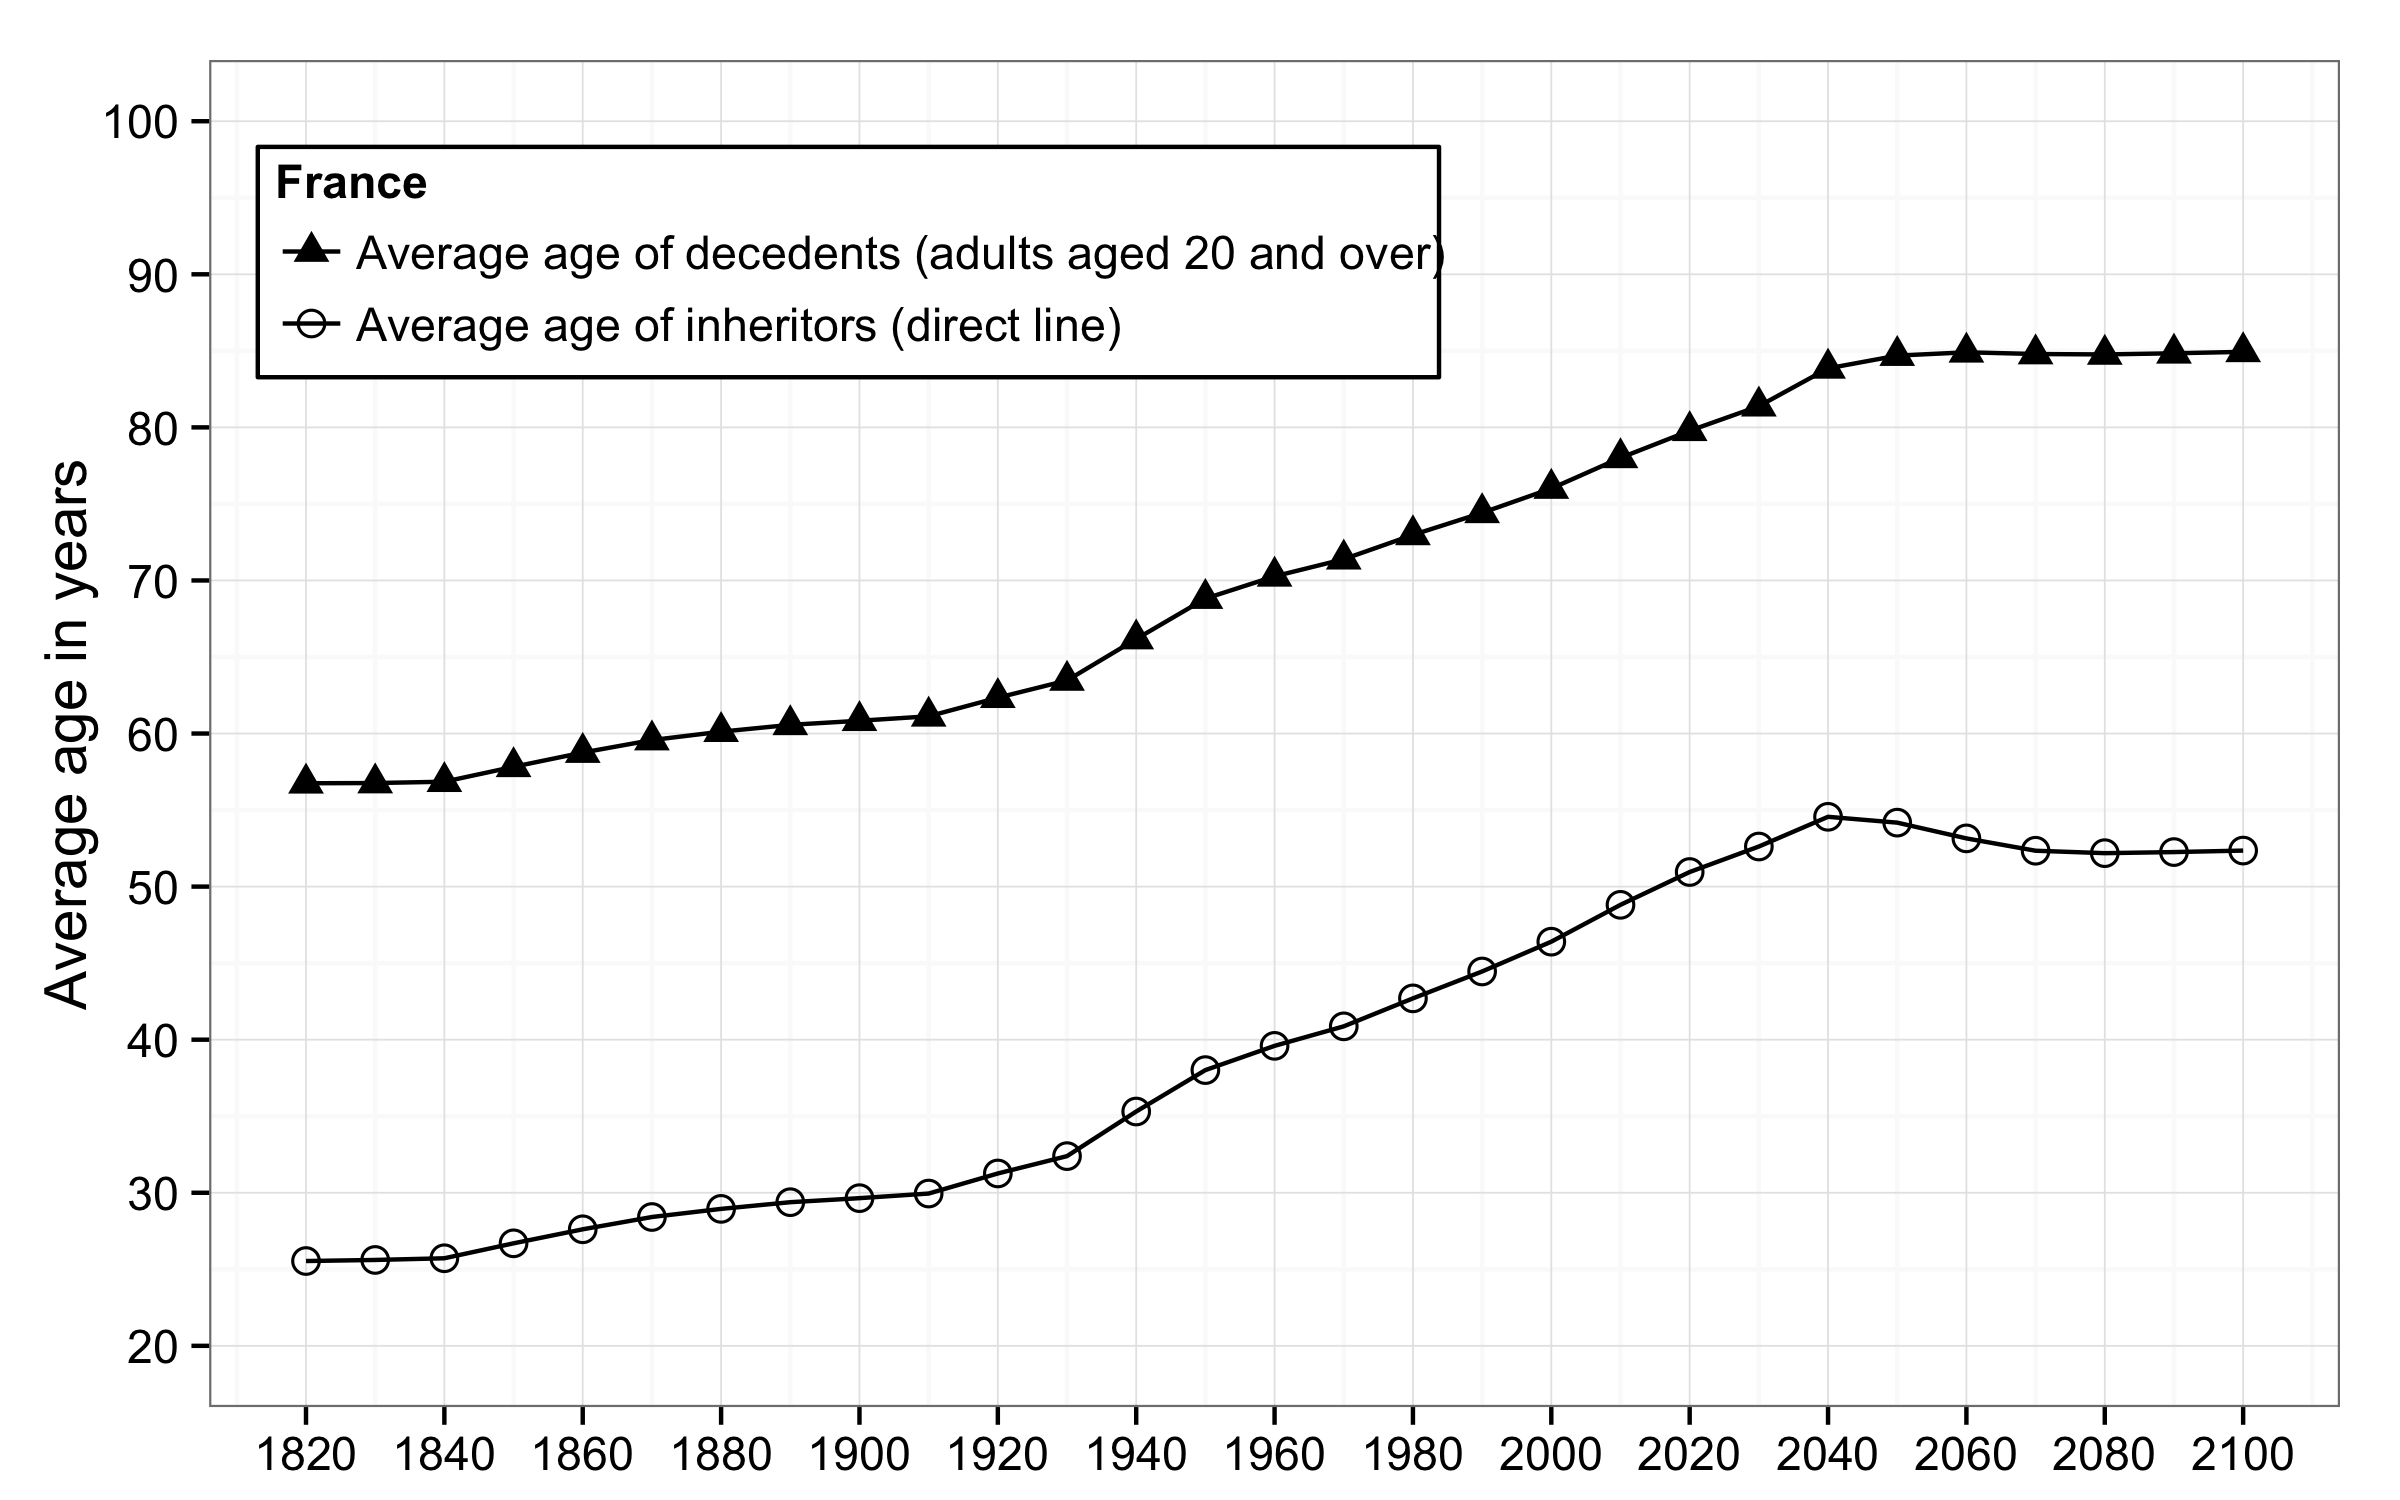 100
France
Average age of decedents (adults aged 20 and over)
90
Average age of inheritors (direct line)
80
Average age in years
70
60
50
40
30
20
1820 1840 1860 1880 1900 1920 1940 1960 1980 2000 2020 2040 2060 2080 2100